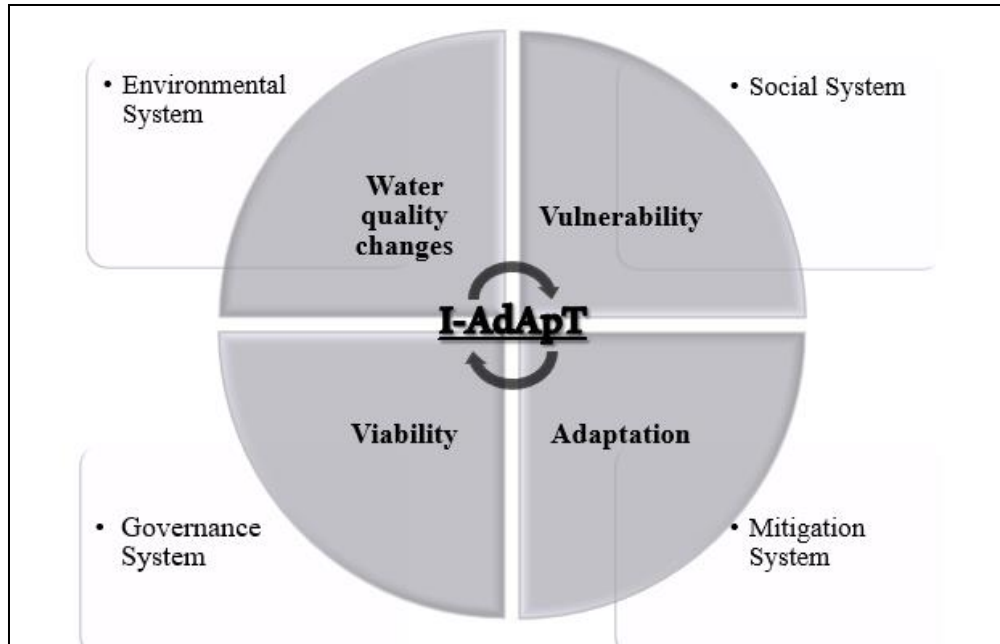 • Environmental
System
• Social System
Water
quality
changes
Vulnerability
I-AdApT
Viability
Adaptation
• Governance
System
• Mitigation
System